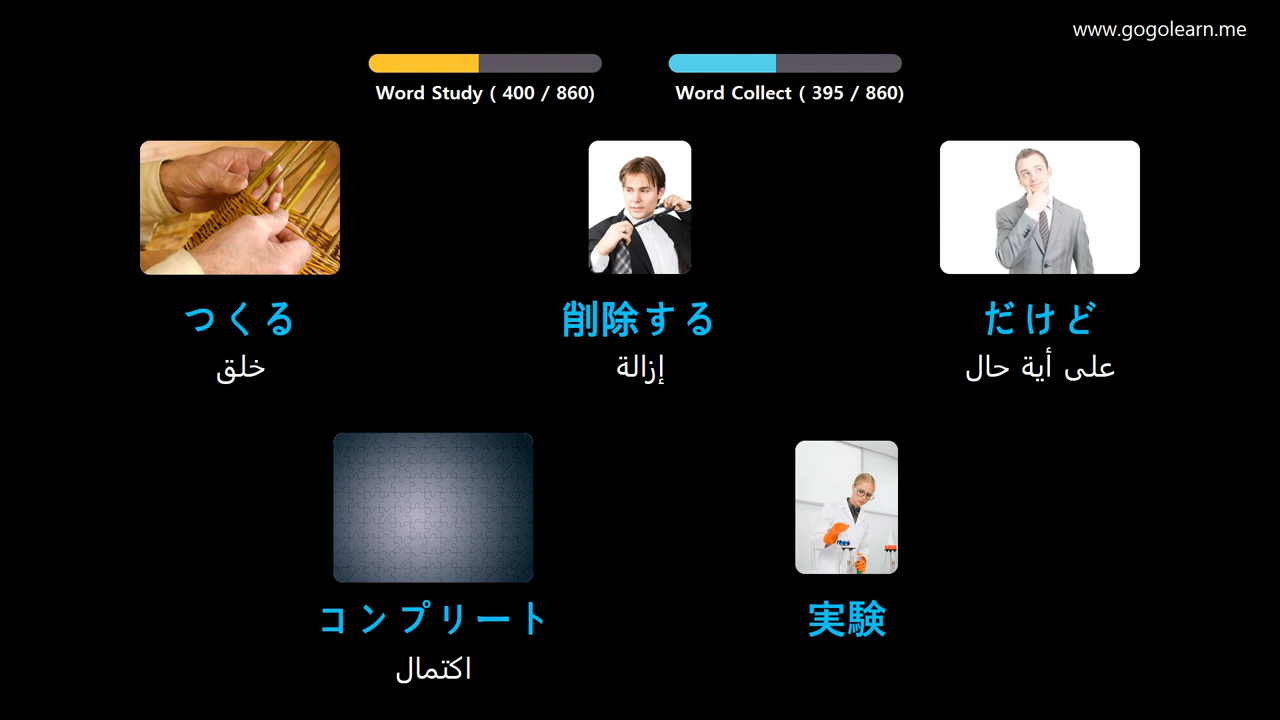 www.gogolearn.me
Word Study ( 400 / 860)
Word Collect ( 395 / 860)
つくる
خلق
削除する
إزالة
だけど
على أية حال
コンプリート
اكتمال
実験